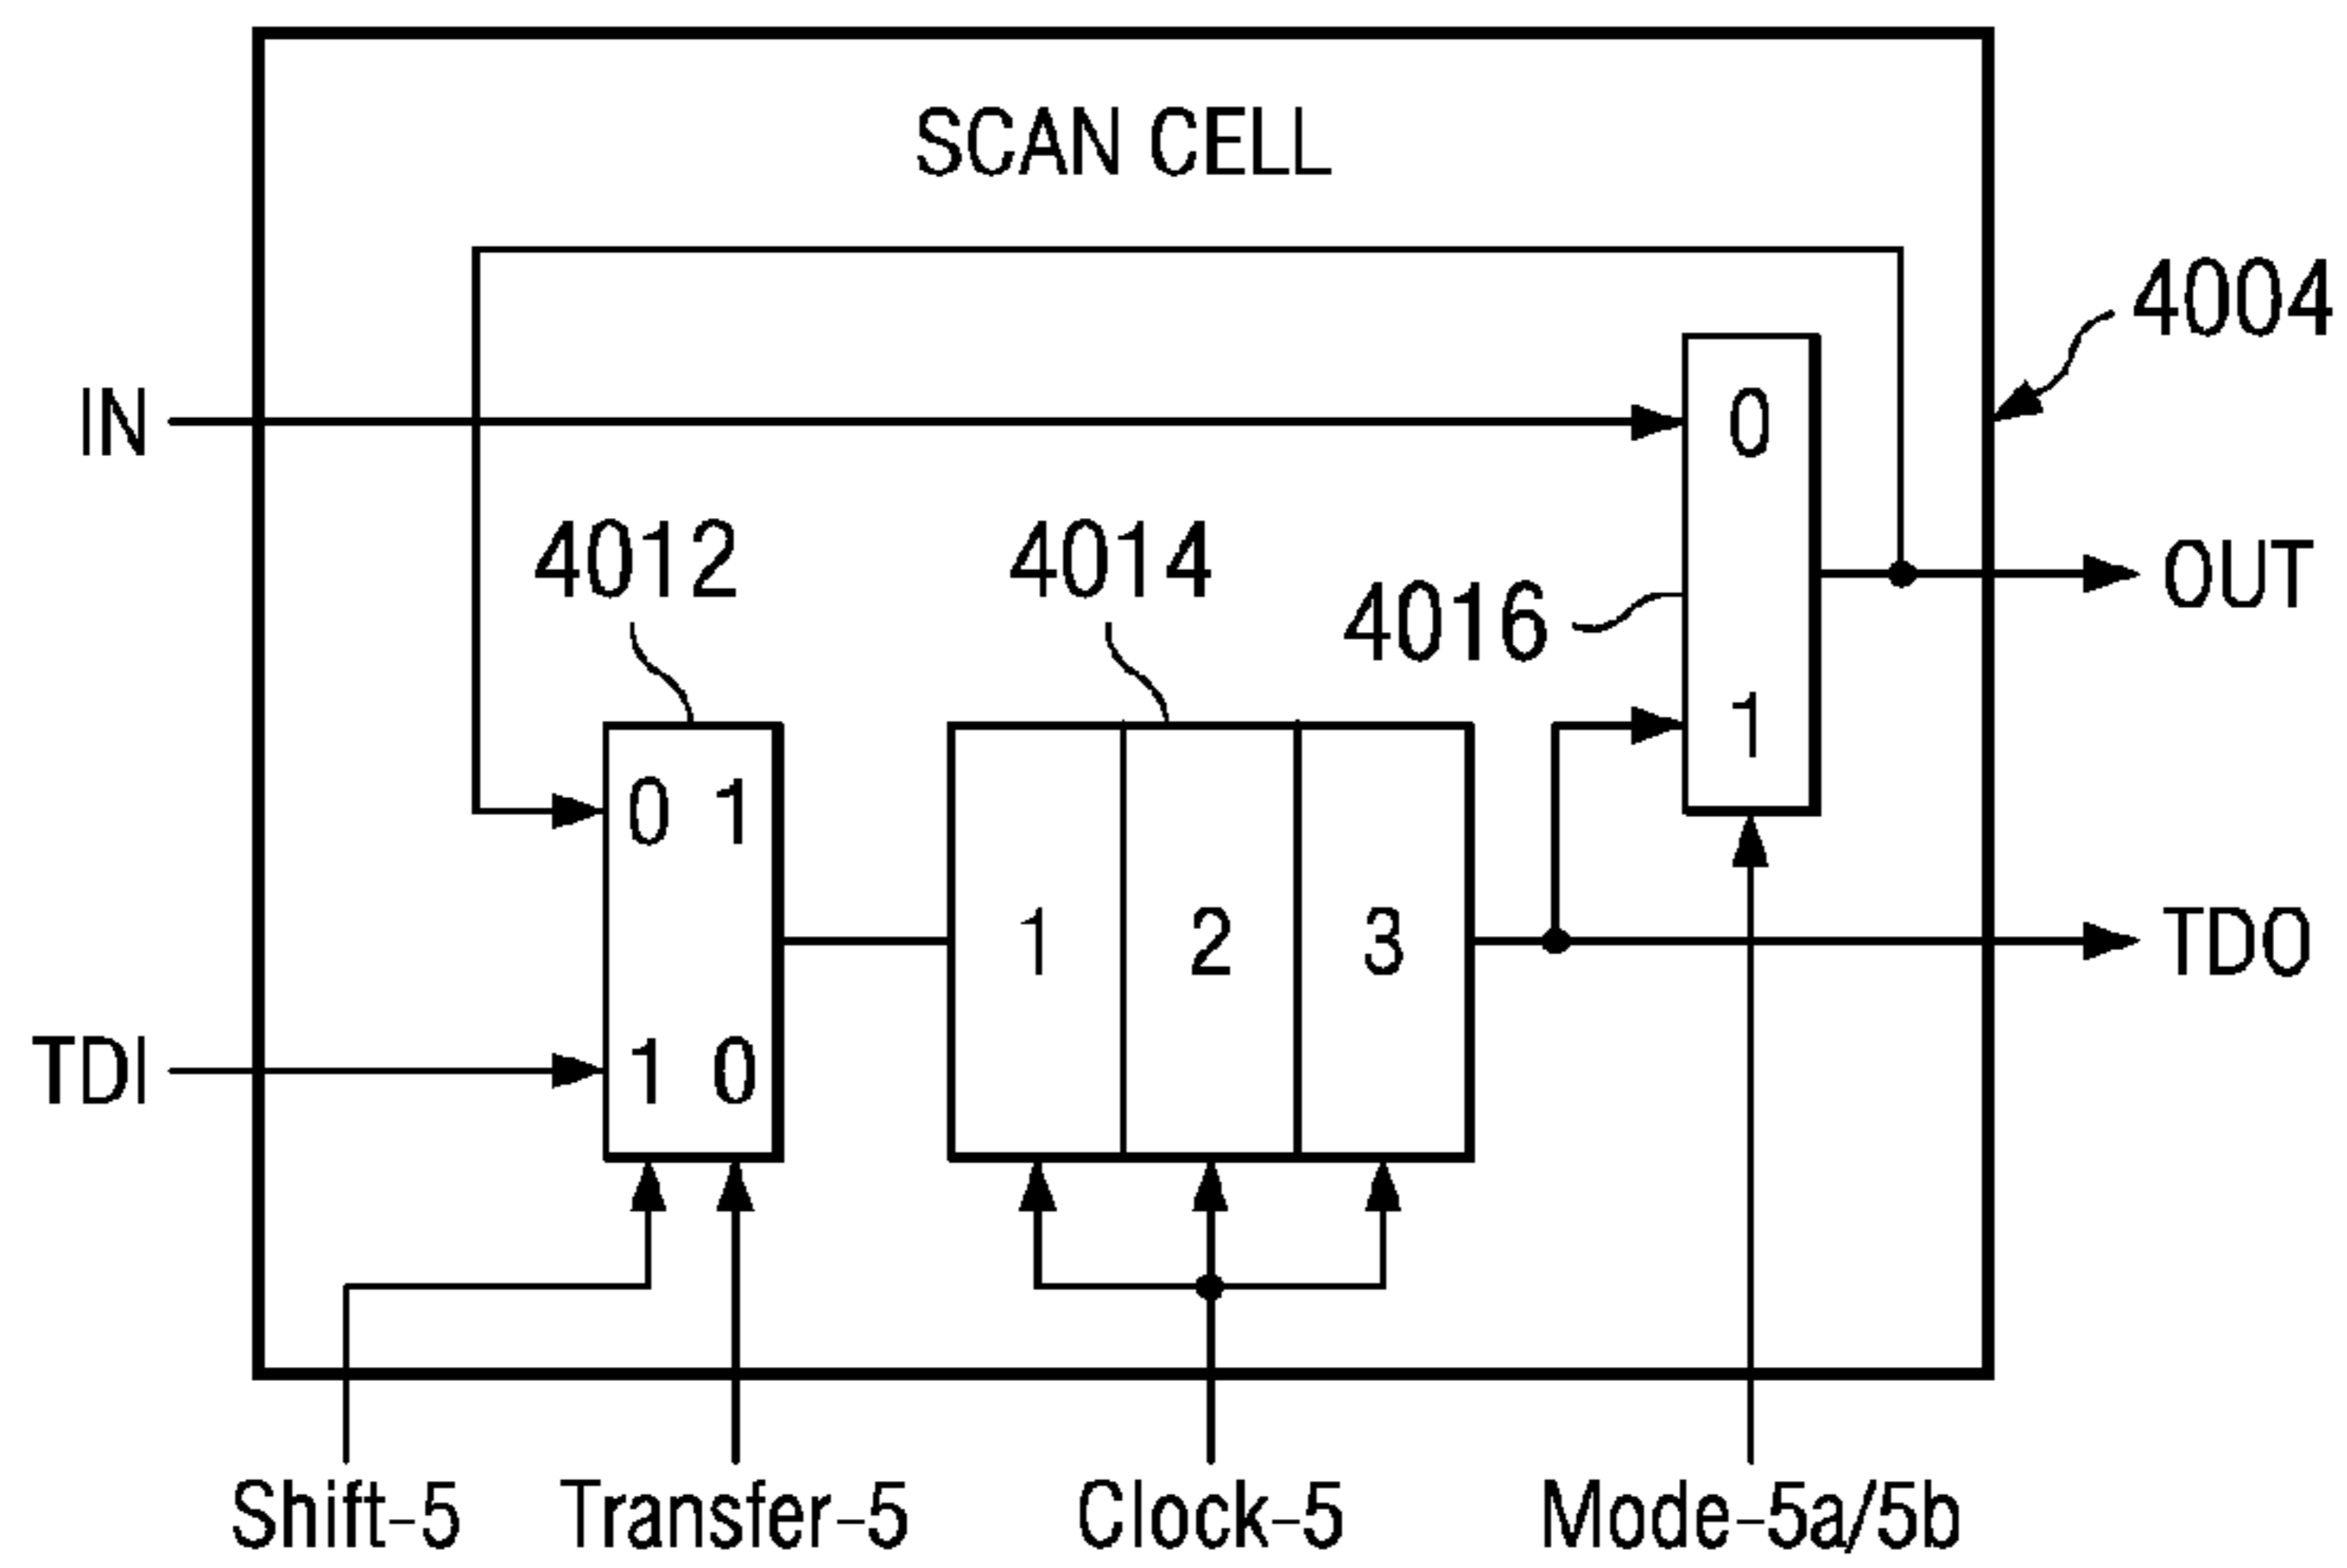 SCAN CELL
4004
IN
0
4012
4014
4016
OUT
1
0 1
1 2 3
TDO
TDI
1 0
Shift-5
Transfer-5
Clock-5
Mode-5a/5b